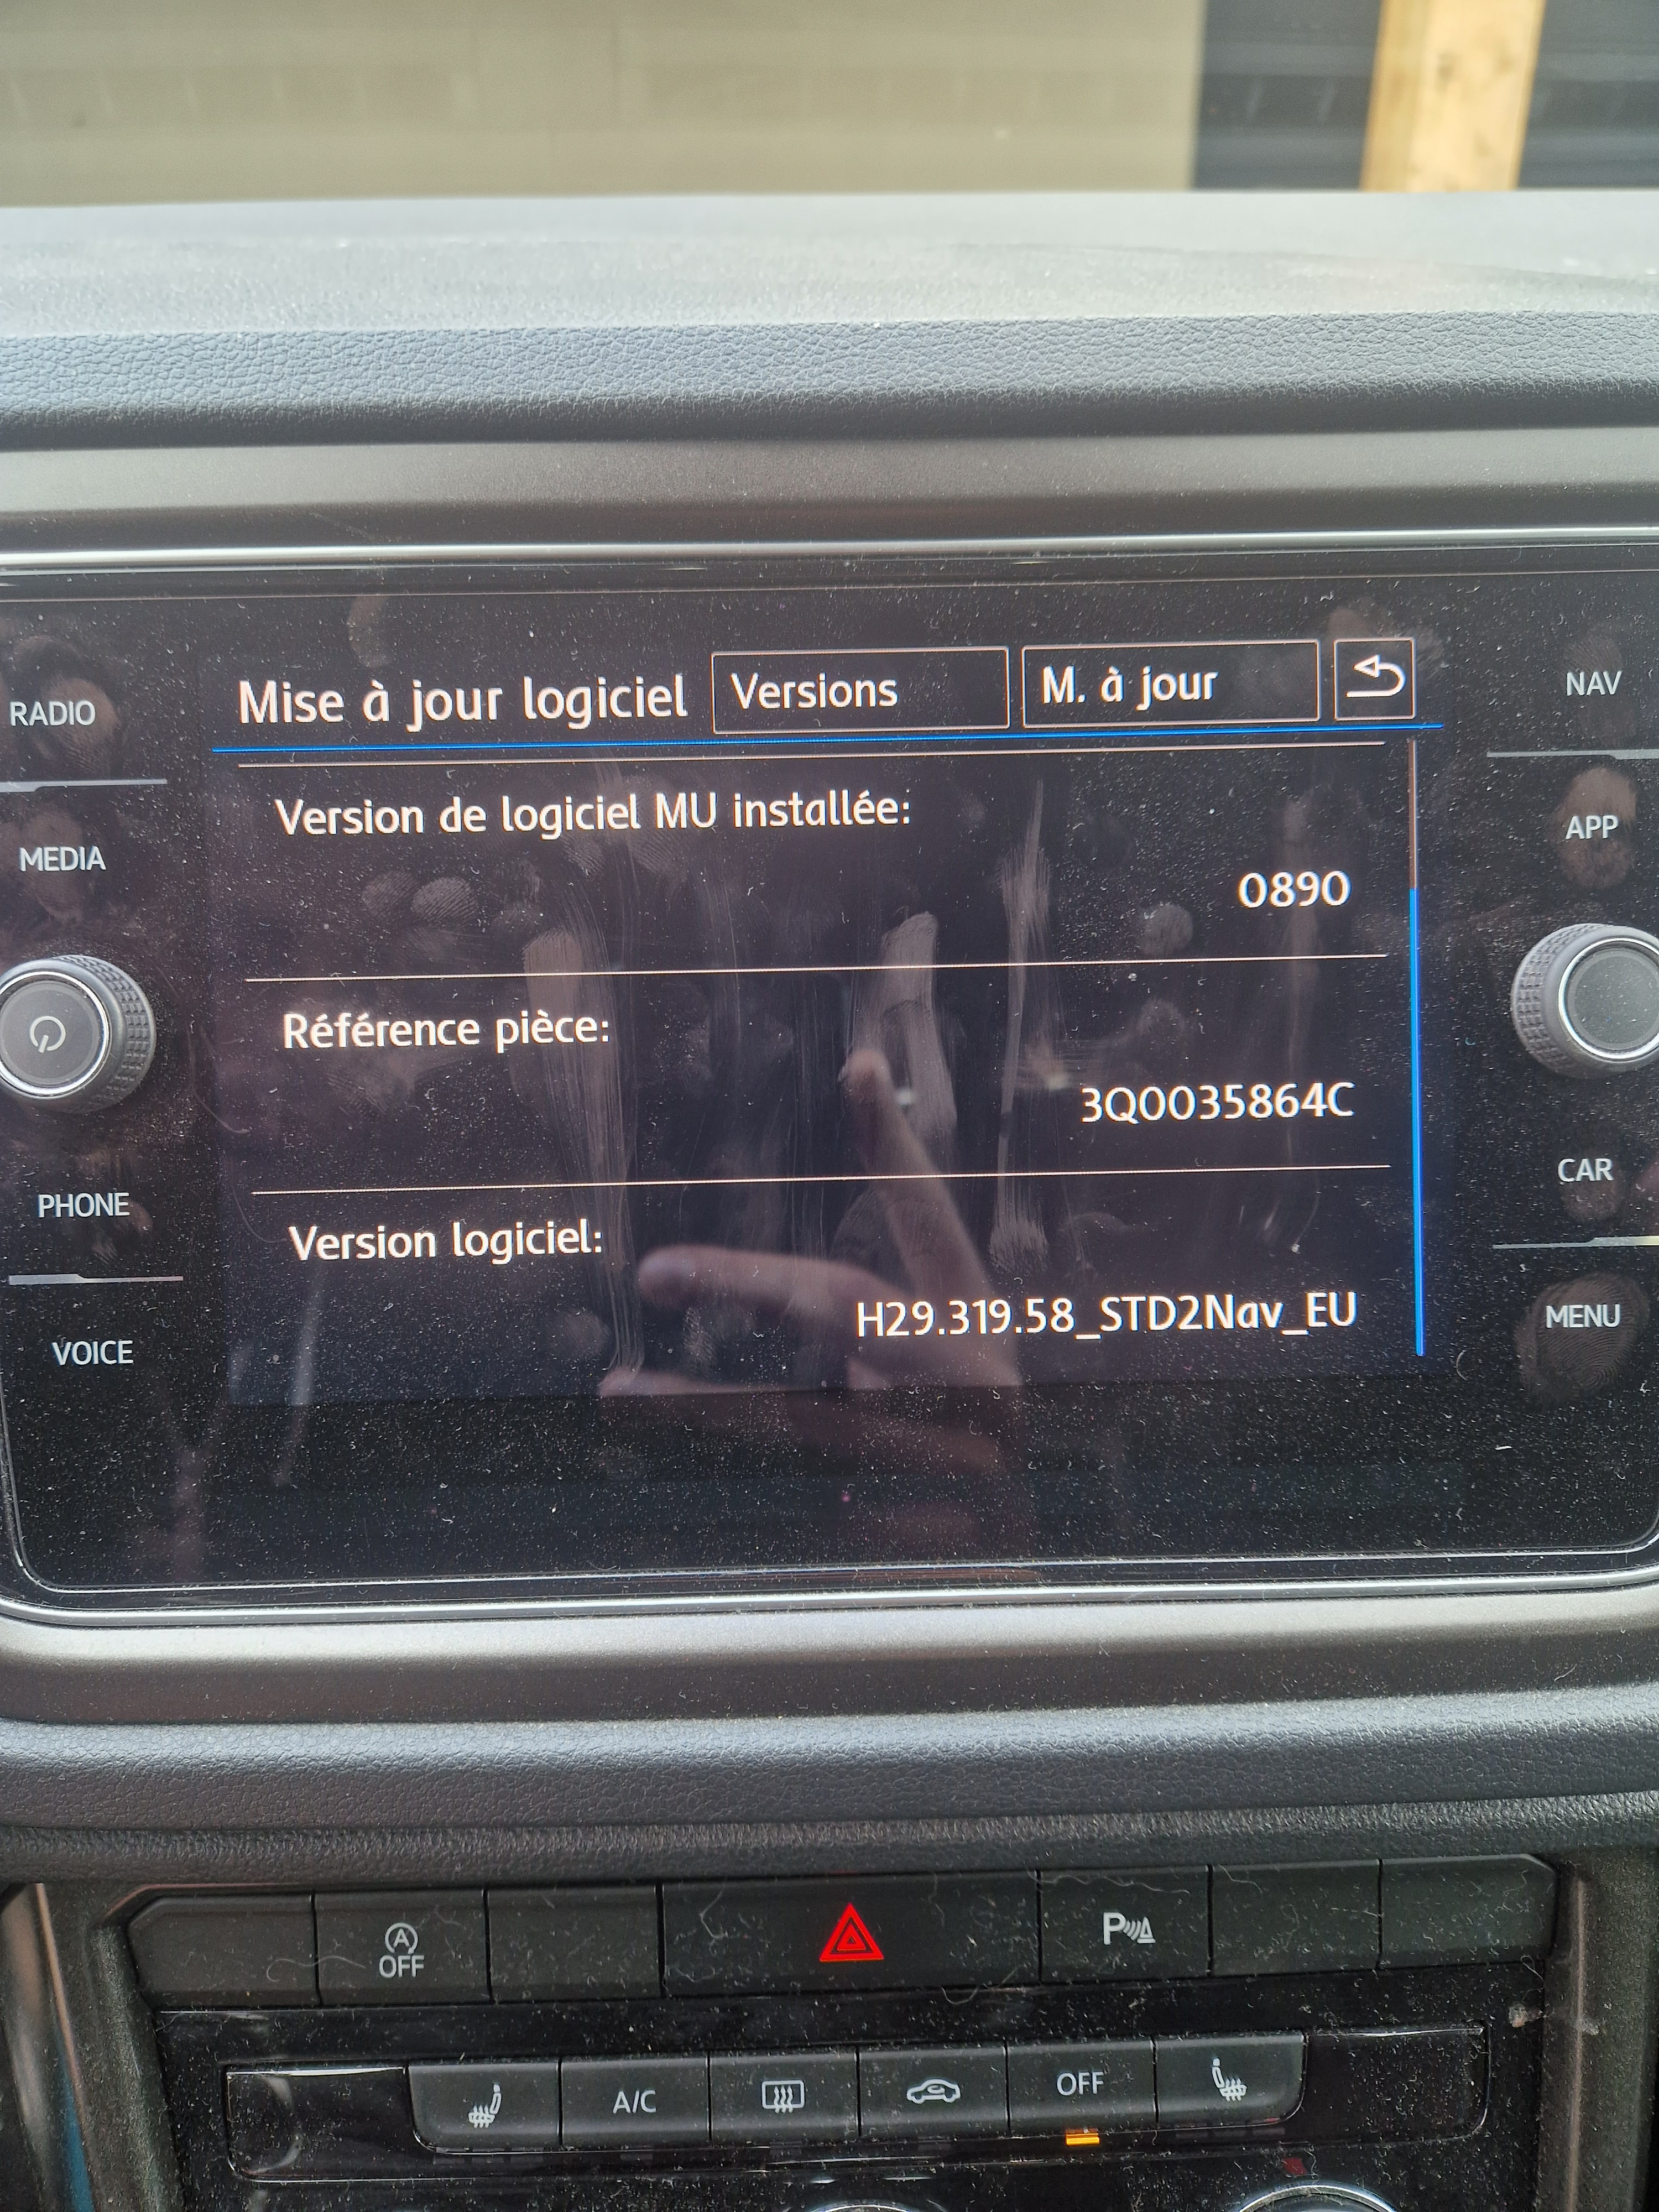 Mise à jour logiciel
Versions
M. à jour
RADIO
NAV
Version de logiciel MU installée:
MEDIA
APP
0890
Référence pièce:
3Q0035864C
PHONE
CAR
Version logiciel:
VOICE
H29.319.58_STD2Nav_EU
MENU
A
OFF
P
A/C
OFF